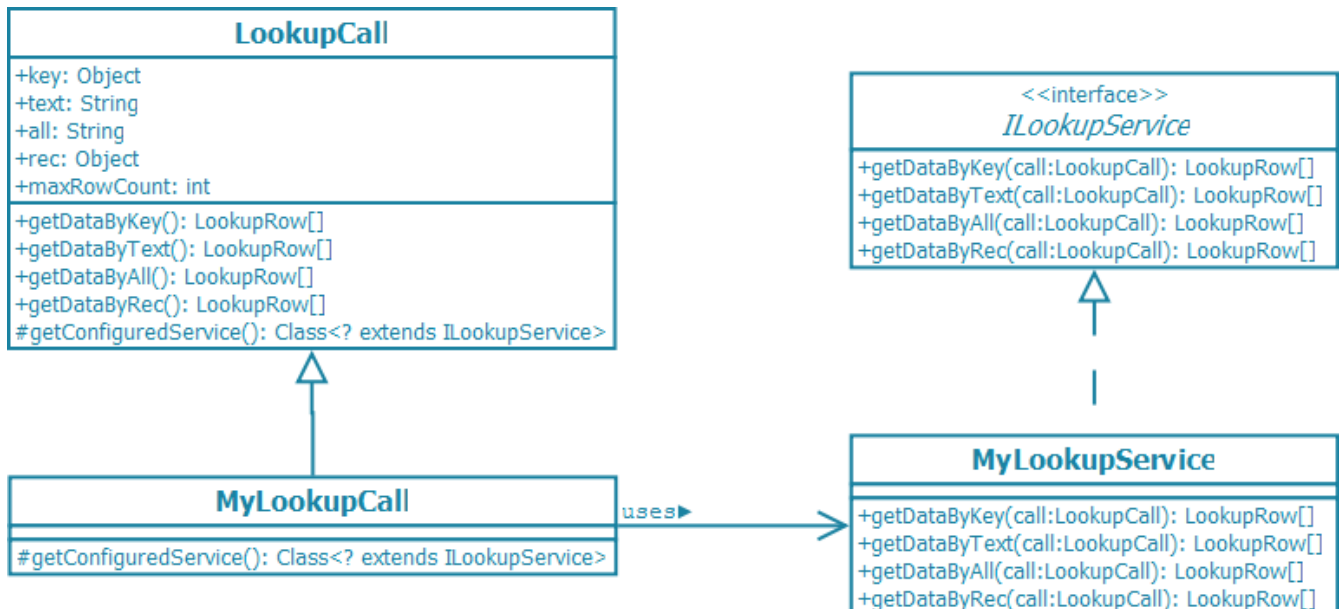 LookupCall
+key: Object
+text: String
+all: String
+rec: Object
+maxRowCount: int
+getDataByKey(): LookupRow[]
+getDataByText(): LookupRow[]
+getDataByAll(): LookupRow[]
+getDataByRec(): LookupRow[]
#getConfiguredService(): Class<? extends ILookupService>
<<interface>>
ILookupService
+getDataByKey(call:LookupCall): LookupRow[]
+getDataByText(call:LookupCall): LookupRow[]
+getDataByAll(call:LookupCall): LookupRow[]
+getDataByRec(call:LookupCall): LookupRow[]
MyLookupCall
#getConfiguredService(): Class<? extends ILookupService>
uses▶
MyLookupService
+getDataByKey(call:LookupCall): LookupRow[]
+getDataByText(call:LookupCall): LookupRow[]
+getDataByAll(call:LookupCall): LookupRow[]
+getDataByRec(call:LookupCall): LookupRow[]